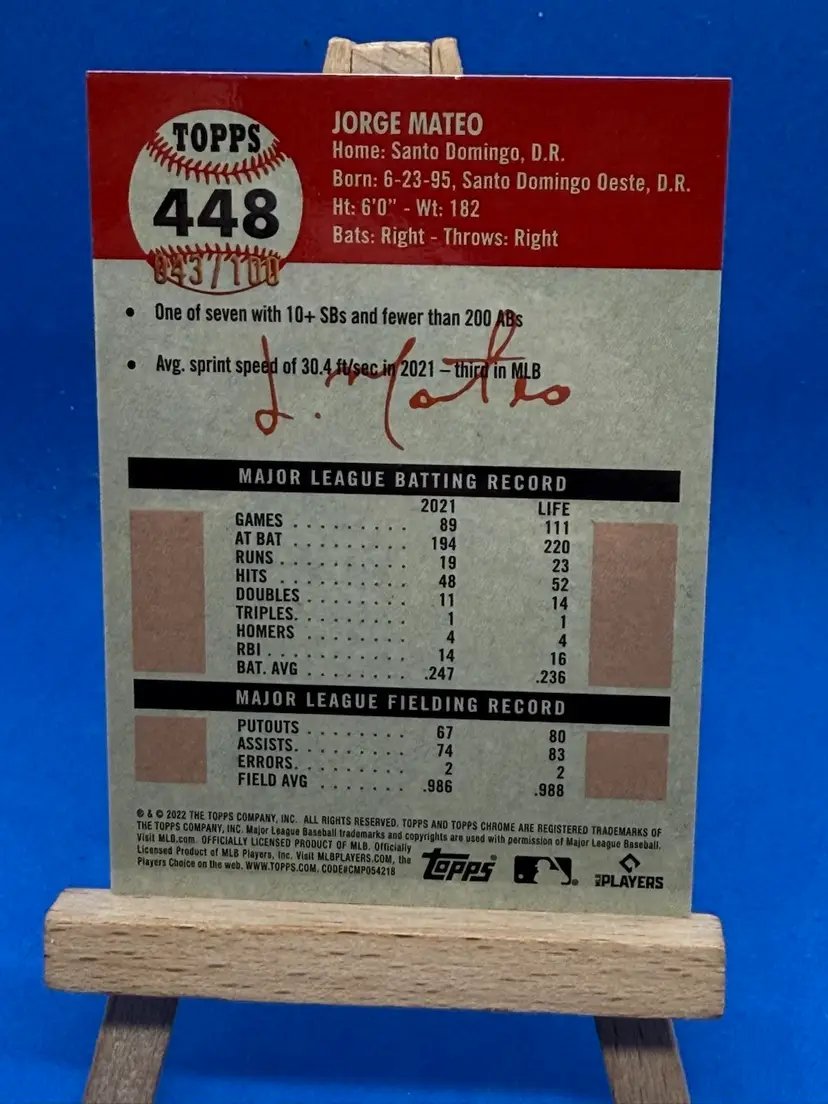 TOPPS
448
043/100
JORGE MATEO
Home: Santo Domingo, D.R.
Born: 6-23-95, Santo Domingo Oeste, D.R.
Ht: 6'0" - Wt: 182
Bats: Right - Throws: Right
• One of seven with 10+ SBs and fewer than 200 ABs
• Avg. sprint speed of 30.4 ft/sec in 2021 – third in MLB
J. Mateo
MAJOR LEAGUE BATTING RECORD
2021 LIFE
GAMES . . . . . . . . . 89 111
AT BAT . . . . . . . . . 194 220
RUNS . . . . . . . . . 19 23
HITS . . . . . . . . . 48 52
DOUBLES . . . . . . . . 11 14
TRIPLES. . . . . . . . . 1 1
HOMERS . . . . . . . . 4 4
RBI . . . . . . . . . . 14 16
BAT. AVG . . . . . . . .247 .236
MAJOR LEAGUE FIELDING RECORD
PUTOUTS . . . . . . . . 67 80
ASSISTS. . . . . . . . . 74 83
ERRORS. . . . . . . . . 2 2
FIELD AVG . . . . . . . .986 .988
® & © 2022 THE TOPPS COMPANY, INC. ALL RIGHTS RESERVED. TOPPS AND TOPPS CHROME ARE REGISTERED TRADEMARKS OF
THE TOPPS COMPANY, INC. Major League Baseball trademarks and copyrights are used with permission of Major League Baseball.
Visit MLB.com. OFFICIALLY LICENSED PRODUCT OF MLB. Officially
Licensed Product of MLB Players, Inc. Visit MLBPLAYERS.COM, the
Players Choice on the web. WWW.TOPPS.COM, CODE#CMP054218
topps®
MLB PLAYERS